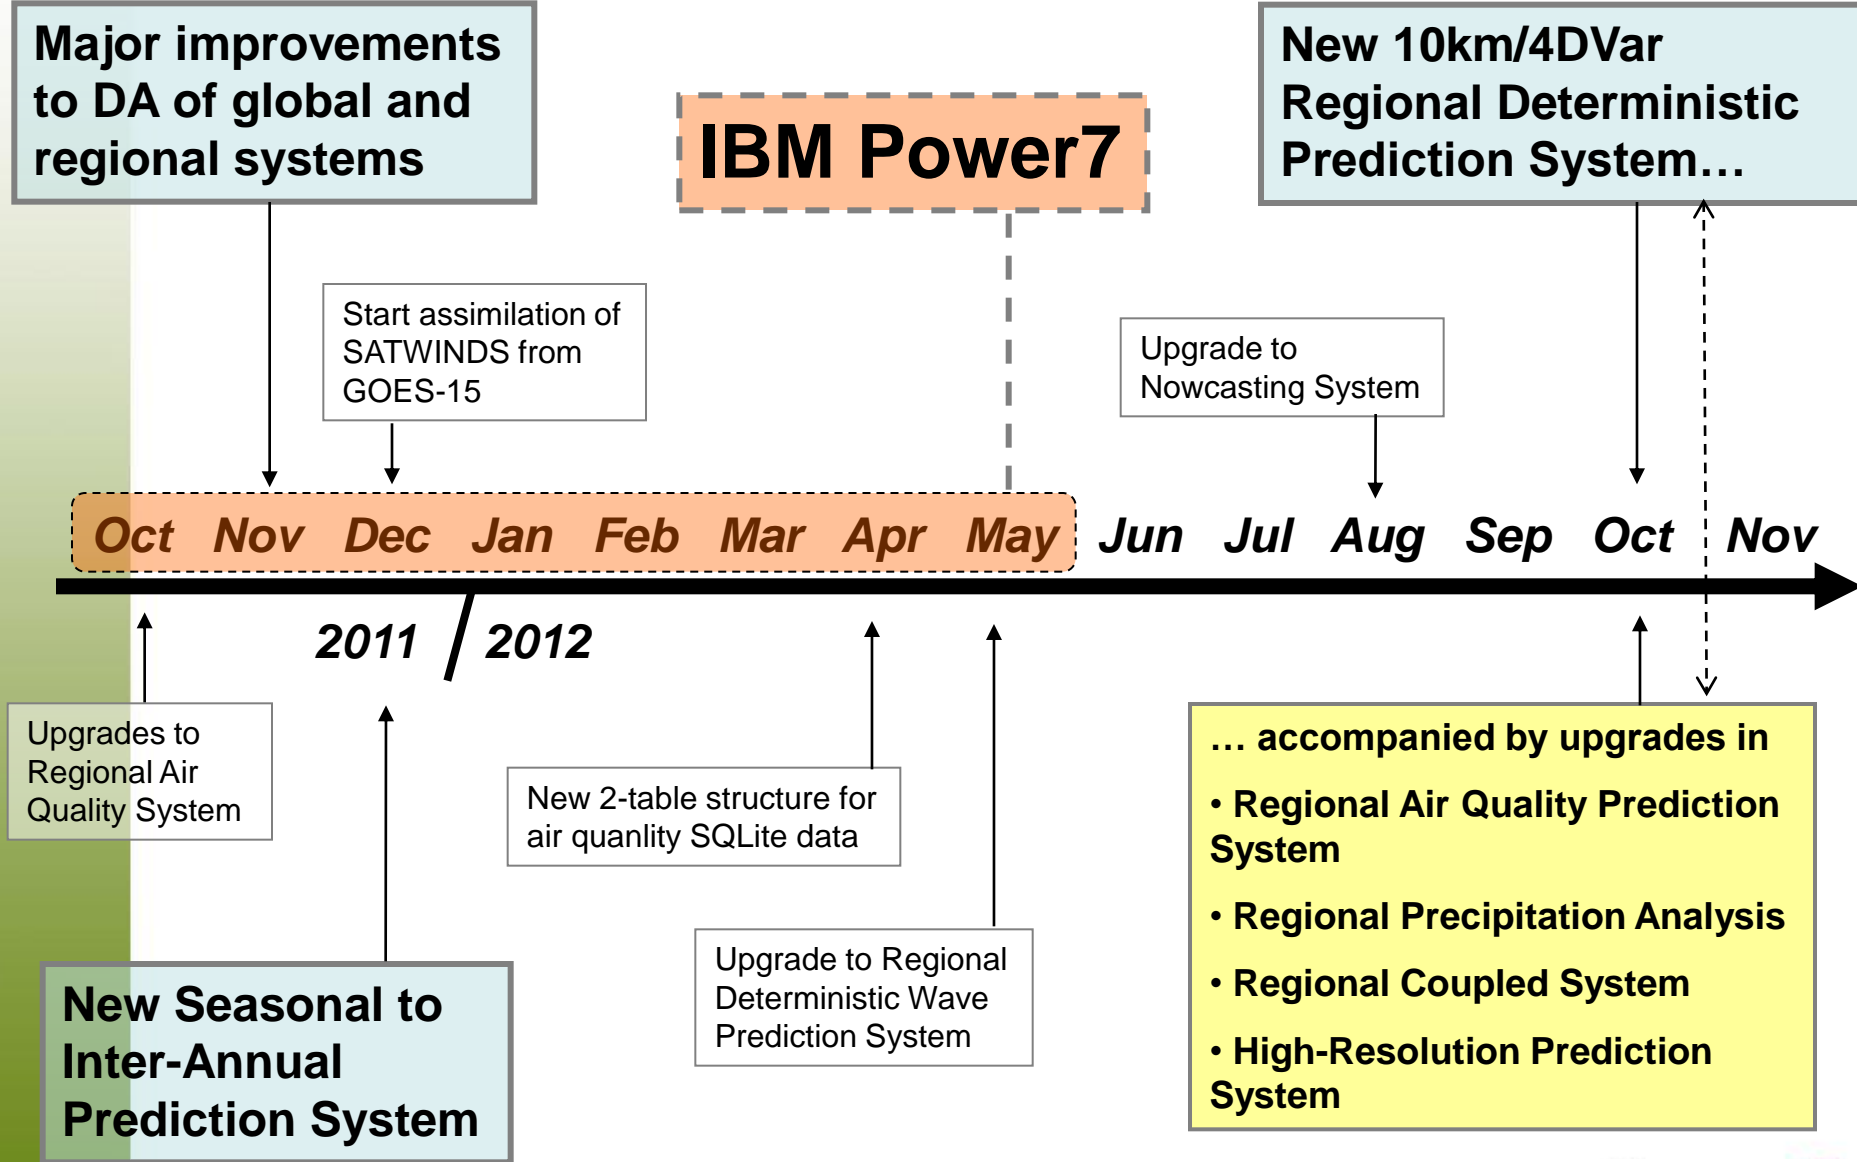 Major improvements
to DA of global and
regional systems
IBM Power7
New 10km/4DVar
Regional Deterministic
Prediction System…
Start assimilation of
SATWINDS from
GOES-15
Upgrade to
Nowcasting System
Oct Nov Dec Jan Feb Mar Apr May Jun Jul Aug Sep Oct Nov
2011 / 2012
Upgrades to
Regional Air
Quality System
New 2-table structure for
air quanlity SQLite data
Upgrade to Regional
Deterministic Wave
Prediction System
New Seasonal to
Inter-Annual
Prediction System
… accompanied by upgrades in
• Regional Air Quality Prediction
System
• Regional Precipitation Analysis
• Regional Coupled System
• High-Resolution Prediction
System